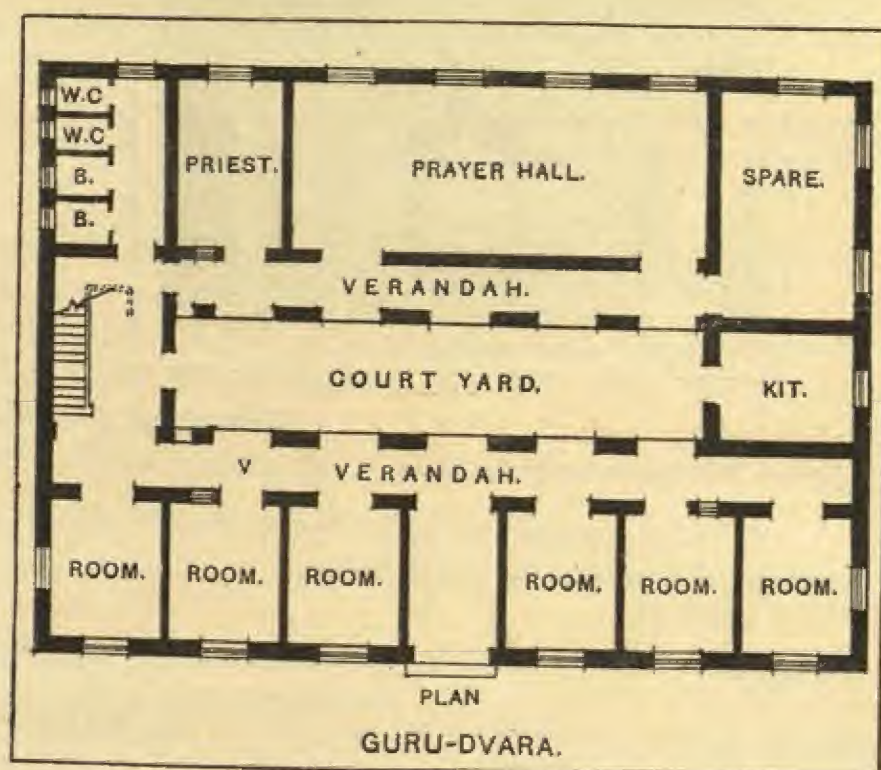 W.C
W.C
B.
B.
PRIEST.
PRAYER HALL.
SPARE.
VERANDAH.
COURT YARD.
KIT.
V
VERANDAH.
ROOM.
ROOM.
ROOM.
ROOM.
ROOM.
ROOM.
PLAN
GURU-DVARA.